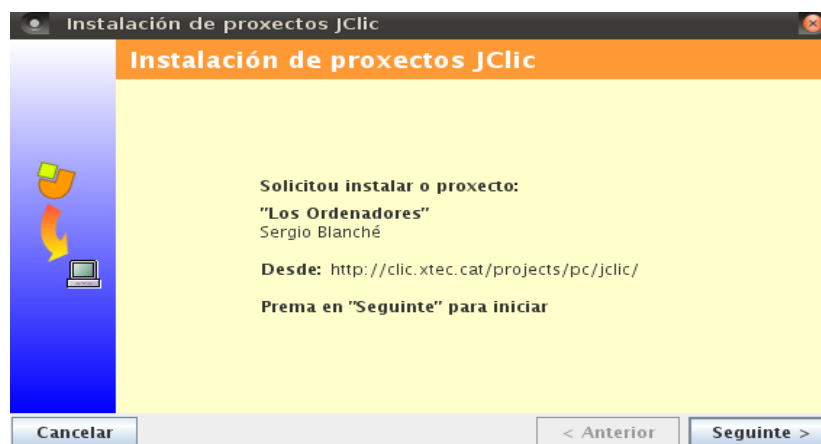 Instalación de proxectos JClic
Instalación de proxectos JClic
Solicitou instalar o proxecto:
"Los Ordenadores"
Sergio Blanché
Desde: http://clic.xtec.cat/projects/pc/jclic/
Prema en "Seguinte" para iniciar
Cancelar
< Anterior
Seguinte >